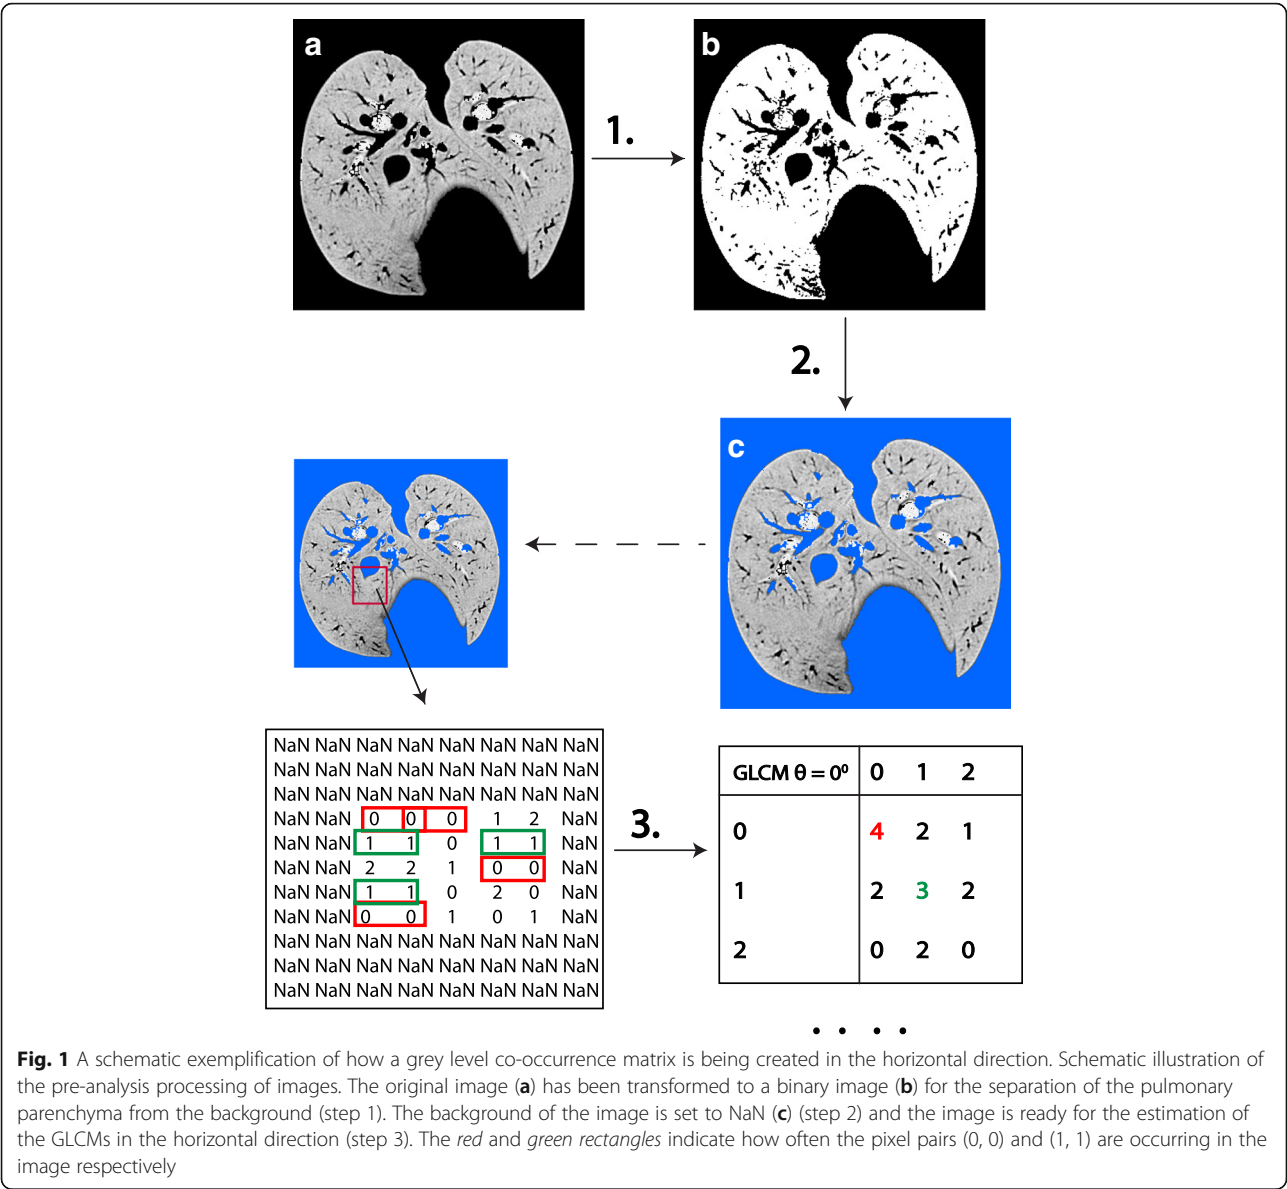 a
b
1.
2.
c
NaN NaN NaN NaN NaN NaN NaN NaN
NaN NaN NaN NaN NaN NaN NaN NaN
NaN NaN NaN NaN NaN NaN NaN NaN
NaN NaN 0 0 0 1 2 NaN
NaN NaN 1 1 0 1 1 NaN
NaN NaN 2 2 1 0 0 NaN
NaN NaN 1 1 0 2 0 NaN
NaN NaN 0 0 1 0 1 NaN
NaN NaN NaN NaN NaN NaN NaN NaN
NaN NaN NaN NaN NaN NaN NaN NaN
NaN NaN NaN NaN NaN NaN NaN NaN
3.
GLCM θ = 0⁰ 0 1 2
0 4 2 1
1 2 3 2
2 0 2 0
. . . .
Fig. 1 A schematic exemplification of how a grey level co-occurrence matrix is being created in the horizontal direction. Schematic illustration of
the pre-analysis processing of images. The original image (a) has been transformed to a binary image (b) for the separation of the pulmonary
parenchyma from the background (step 1). The background of the image is set to NaN (c) (step 2) and the image is ready for the estimation of
the GLCMs in the horizontal direction (step 3). The red and green rectangles indicate how often the pixel pairs (0, 0) and (1, 1) are occurring in the
image respectively